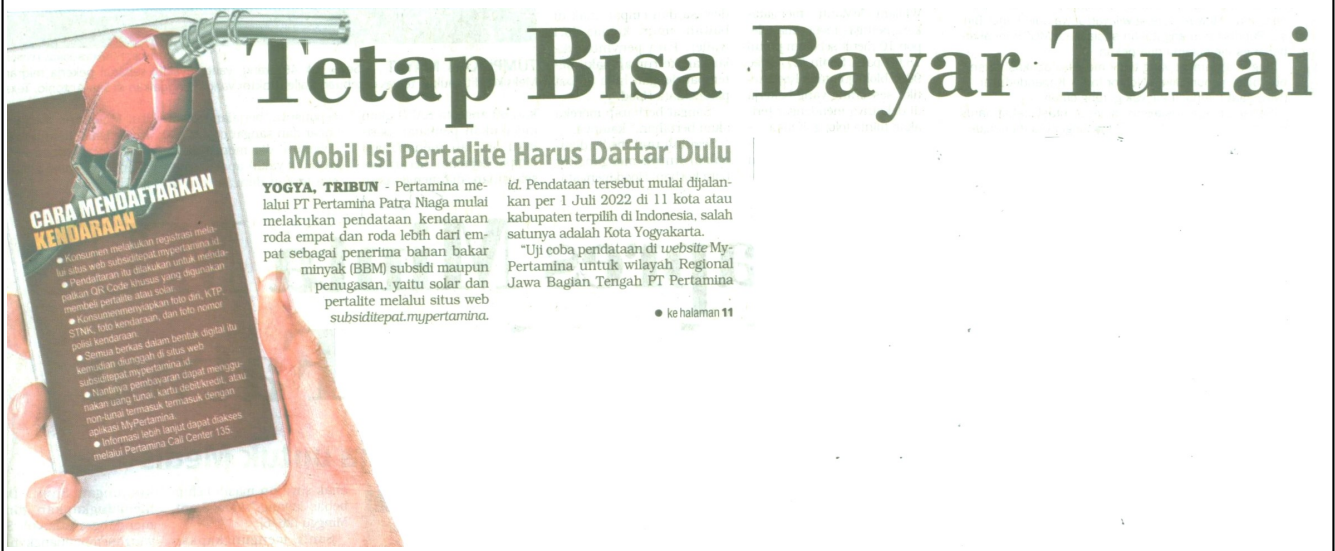 Tetap Bisa Bayar Tunai
Mobil Isi Pertalite Harus Daftar Dulu
YOGYA, TRIBUN - Pertamina me-
lalui PT Pertamina Patra Niaga mulai
melakukan pendataan kendaraan
roda empat dan roda lebih dari em-
pat sebagai penerima bahan bakar
minyak (BBM) subsidi maupun
penugasan, yaitu solar dan
pertalite melalui situs web
subsiditepat.mypertamina.
id. Pendataan tersebut mulai dijalan-
kan per 1 Juli 2022 di 11 kota atau
kabupaten terpilih di Indonesia, salah
satunya adalah Kota Yogyakarta.
"Uji coba pendataan di website My-
Pertamina untuk wilayah Regional
Jawa Bagian Tengah PT Pertamina
● ke halaman 11
CARA MENDAFTARKAN
KENDARAAN
● Konsumen melakukan registrasi mela-
lui situs web subsiditepat.mypertamina.id.
● Pendaftaran itu dilakukan untuk menda-
patkan QR Code khusus yang digunakan
membeli pertalite atau solar.
● Konsumenmenyiapkan foto diri, KTP,
STNK, foto kendaraan, dan foto nomor
polisi kendaraan.
● Semua berkas dalam bentuk digital itu
kemudian diunggah di situs web
subsiditepat.mypertamina.id.
● Nantinya pembayaran dapat menggu-
nakan uang tunai, kartu debit/kredit, atau
non-tunai termasuk termasuk dengan
aplikasi MyPertamina.
● Informasi lebih lanjut dapat diakses
melalui Pertamina Call Center 135.